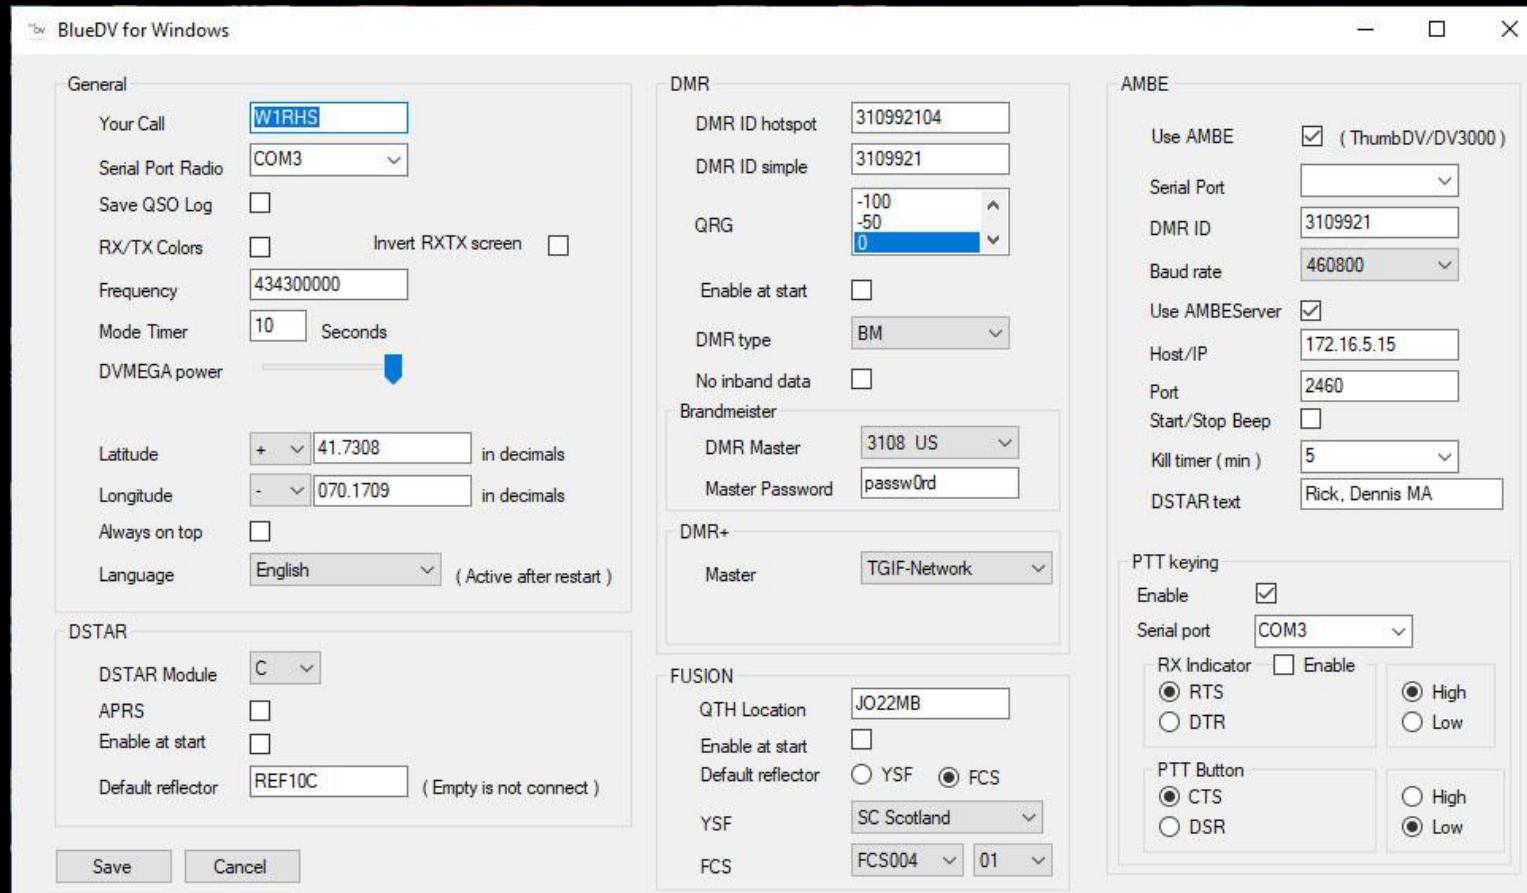 BlueDV for Windows
General
Your Call W1RHS
Serial Port Radio COM3
Save QSO Log
RX/TX Colors Invert RXTX screen
Frequency 434300000
Mode Timer 10 Seconds
DVMEGA power
Latitude + 41.7308 in decimals
Longitude - 070.1709 in decimals
Always on top
Language English ( Active after restart )
DSTAR
DSTAR Module C
APRS
Enable at start
Default reflector REF10C ( Empty is not connect )
Save Cancel
DMR
DMR ID hotspot 310992104
DMR ID simple 3109921
-100
QRG -50
0
Enable at start
DMR type BM
No inband data
Brandmeister
DMR Master 3108 US
Master Password passw0rd
DMR+
Master TGIF-Network
FUSION
QTH Location JO22MB
Enable at start
Default reflector YSF FCS
YSF SC Scotland
FCS FCS004 01
AMBE
Use AMBE ( ThumbDV/DV3000 )
Serial Port
DMR ID 3109921
Baud rate 460800
Use AMBEServer
Host/IP 172.16.5.15
Port 2460
Start/Stop Beep
Kill timer ( min ) 5
DSTAR text Rick, Dennis MA
PTT keying
Enable
Serial port COM3
RX Indicator Enable
RTS High
DTR Low
PTT Button
CTS High
DSR Low